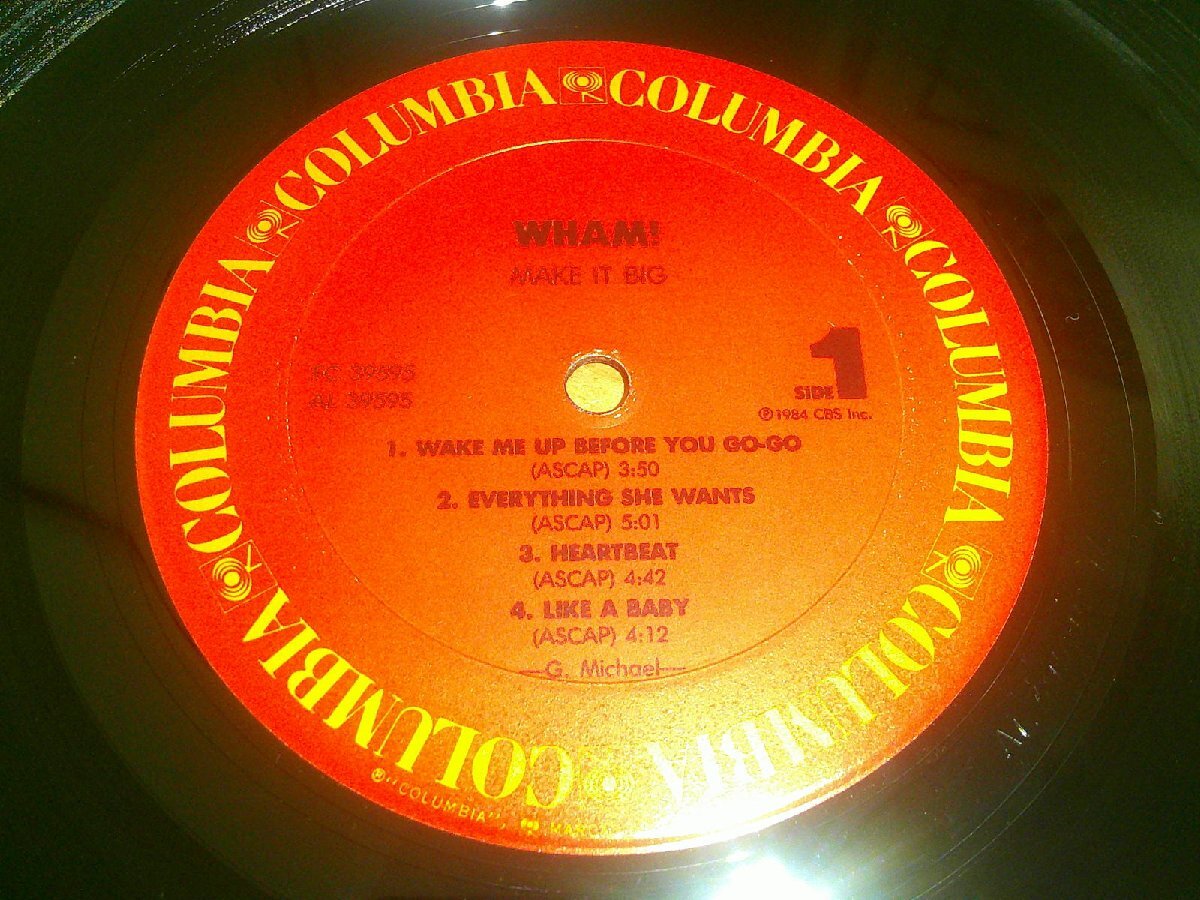 COLUMBIA COLUMBIA COLUMBIA COLUMBIA COLUMBIA COLUMBIA COLUMBIA
WHAM!
MAKE IT BIG
FC 39595
AL 39595
SIDE 1
Ⓟ1984 CBS Inc.
1. WAKE ME UP BEFORE YOU GO-GO
(ASCAP) 3:50
2. EVERYTHING SHE WANTS
(ASCAP) 5:01
3. HEARTBEAT
(ASCAP) 4:42
4. LIKE A BABY
(ASCAP) 4:12
—G. Michael—
® "COLUMBIA",